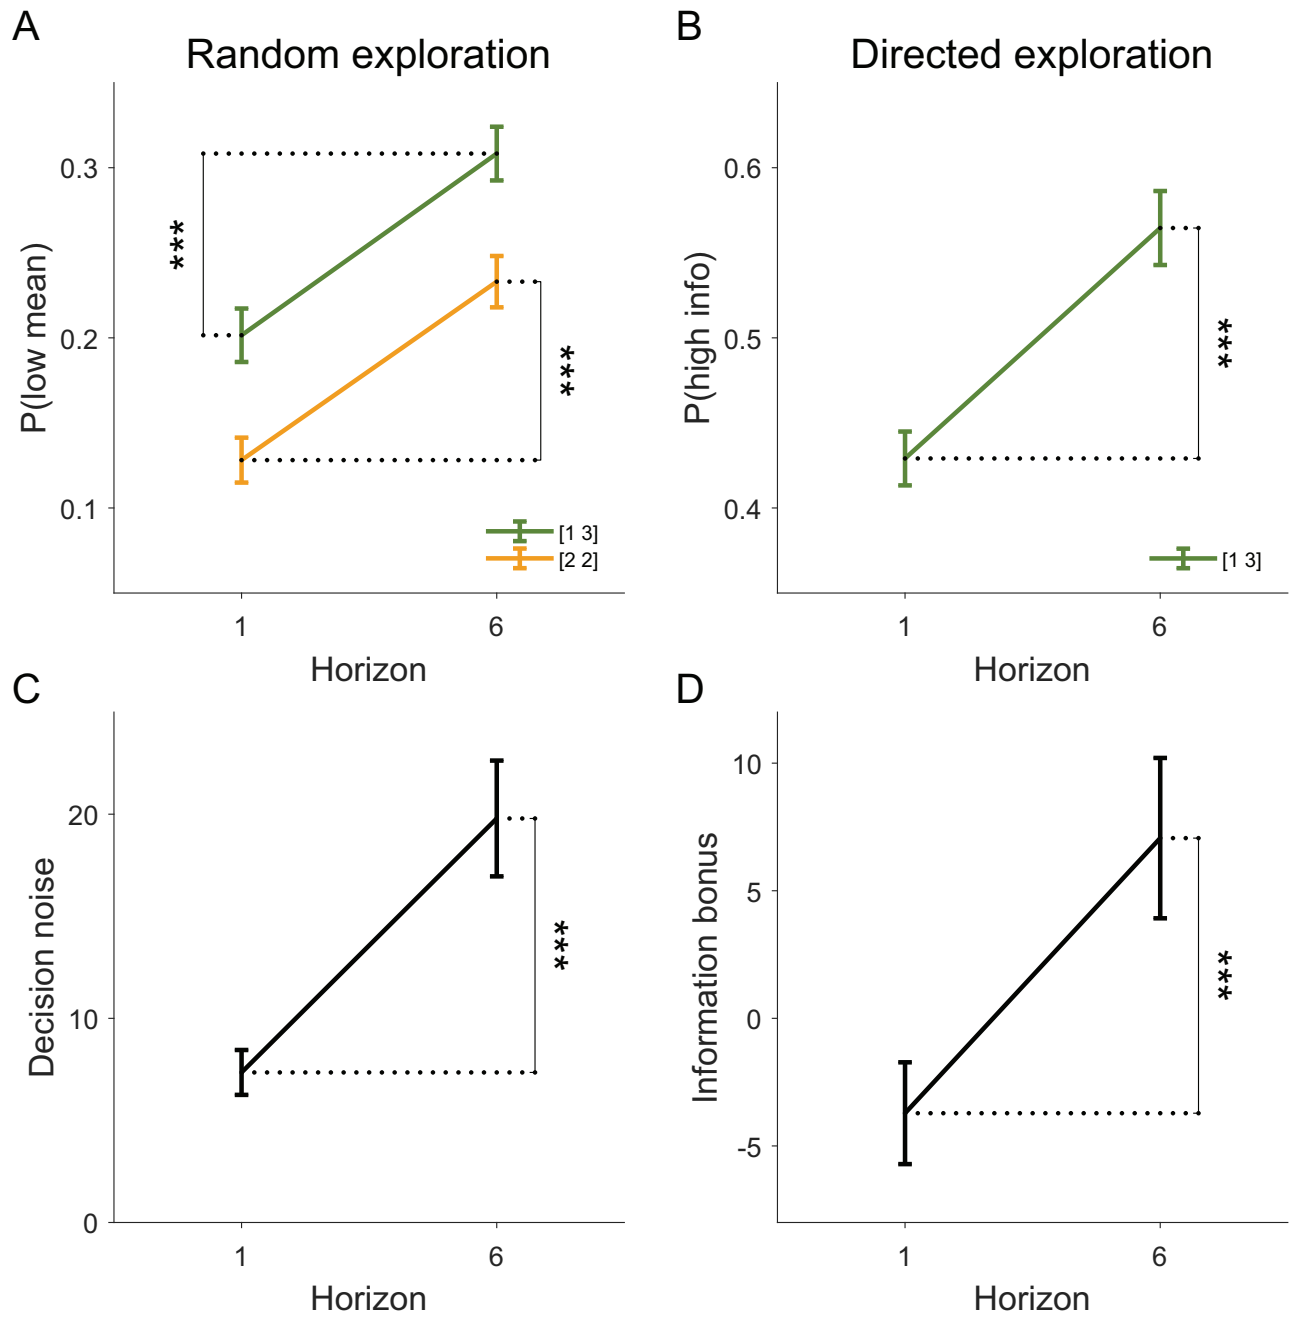 A
Random exploration
P(low mean)
0.3
0.2
0.1
***
***
[1 3]
[2 2]
1
6
Horizon
B
Directed exploration
P(high info)
0.6
0.5
0.4
***
[1 3]
1
6
Horizon
C
Decision noise
20
10
0
***
1
6
Horizon
D
Information bonus
10
5
0
-5
***
1
6
Horizon